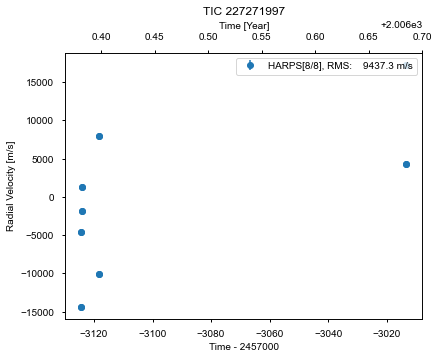 TIC 227271997
Time [Year]
+2.006e3
0.40 0.45 0.50 0.55 0.60 0.65 0.70
HARPS[8/8], RMS: 9437.3 m/s
15000
10000
5000
0
−5000
−10000
−15000
Radial Velocity [m/s]
−3120 −3100 −3080 −3060 −3040 −3020
Time - 2457000